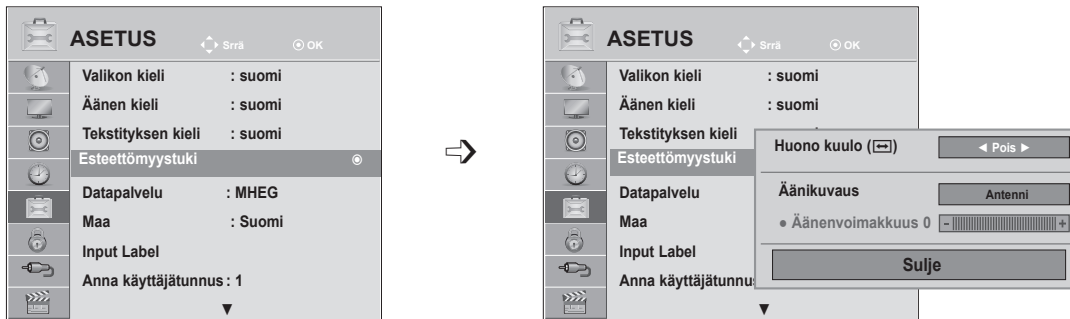 ASETUS Srrä OK
Valikon kieli : suomi
Äänen kieli : suomi
Tekstityksen kieli : suomi
Esteettömyystuki
Datapalvelu : MHEG
Maa : Suomi
Input Label
Anna käyttäjätunnus : 1
ASETUS Srrä OK
Valikon kieli : suomi
Äänen kieli : suomi
Tekstityksen kieli
Esteettömyystuki
Datapalvelu
Maa
Input Label
Anna käyttäjätunnu
Huono kuulo ( ) ◄ Pois ►
Äänikuvaus Antenni
● Äänenvoimakkuus 0 - +
Sulje